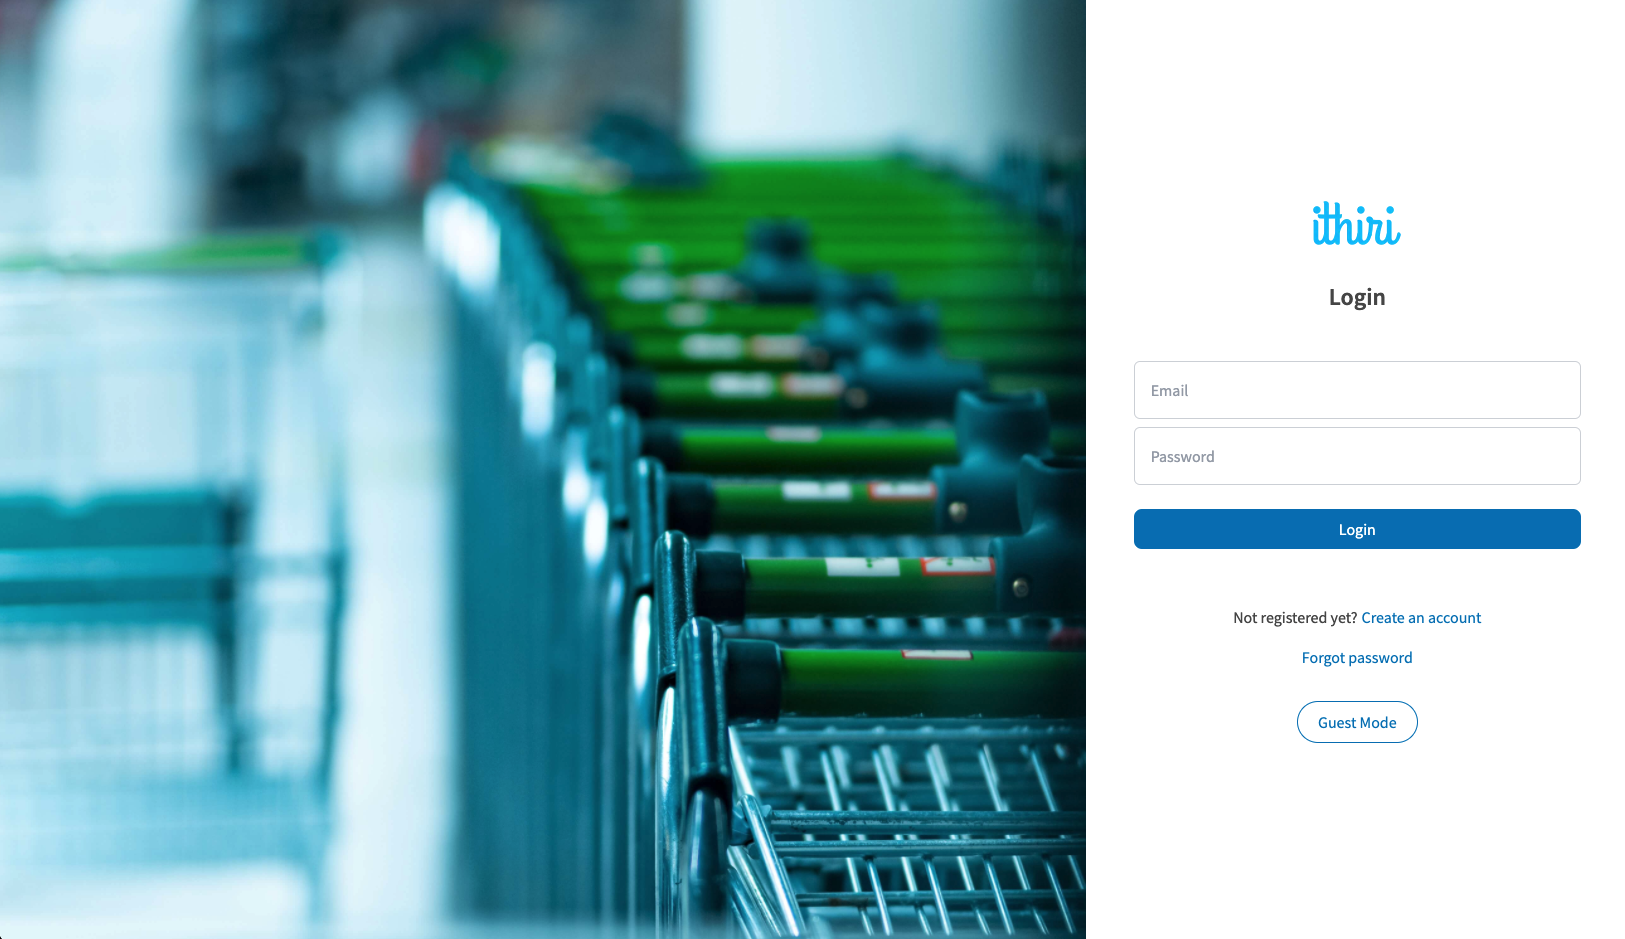 ithiri
Login
Email
Password
Login
Not registered yet? Create an account
Forgot password
Guest Mode